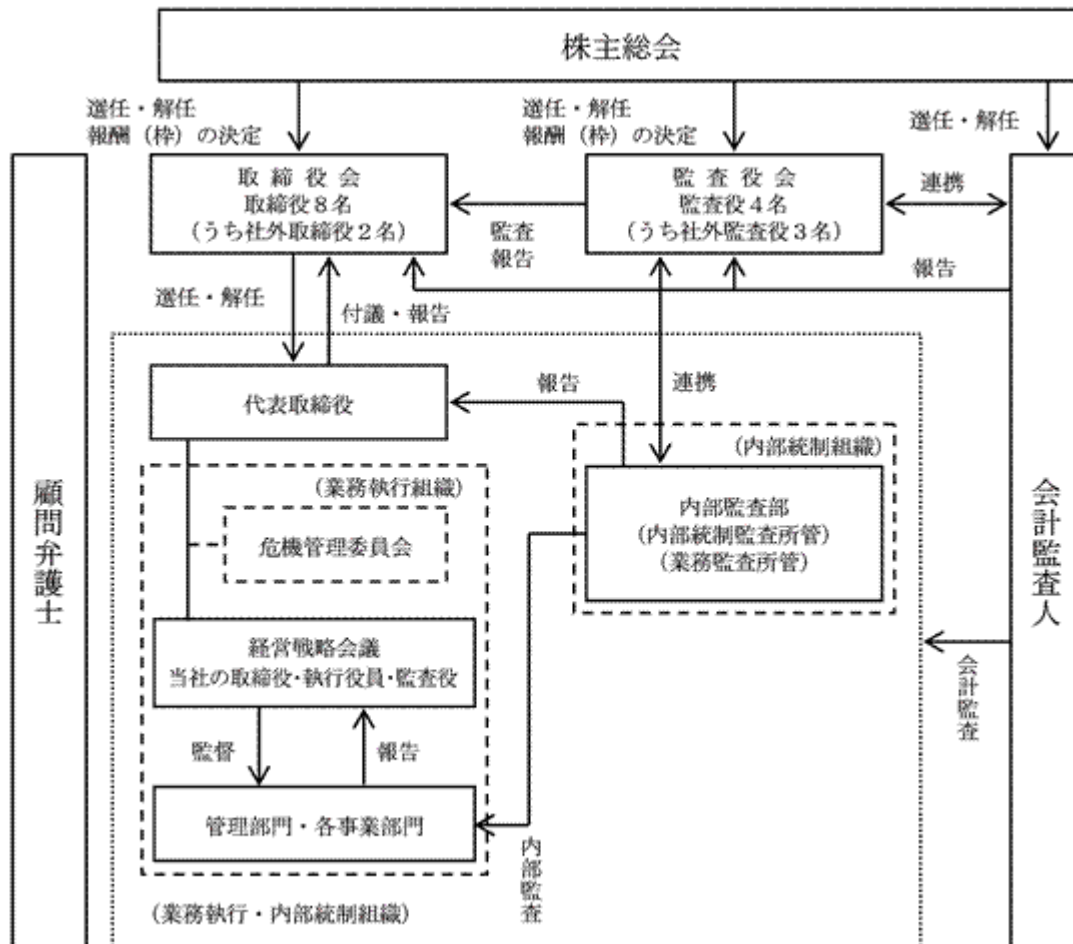 株主総会
選任・解任
報酬（枠）の決定
選任・解任
報酬（枠）の決定
選任・解任
取締役会
取締役８名
（うち社外取締役２名）
監査役会
監査役４名
（うち社外監査役３名）
連携
監査
報告
報告
選任・解任
付議・報告
代表取締役
報告
連携
（内部統制組織）
（業務執行組織）
内部監査部
（内部統制監査所管）
（業務監査所管）
危機管理委員会
顧問弁護士
会計監査人
経営戦略会議
当社の取締役・執行役員・監査役
会計監査
監督
報告
管理部門・各事業部門
内部監査
（業務執行・内部統制組織）